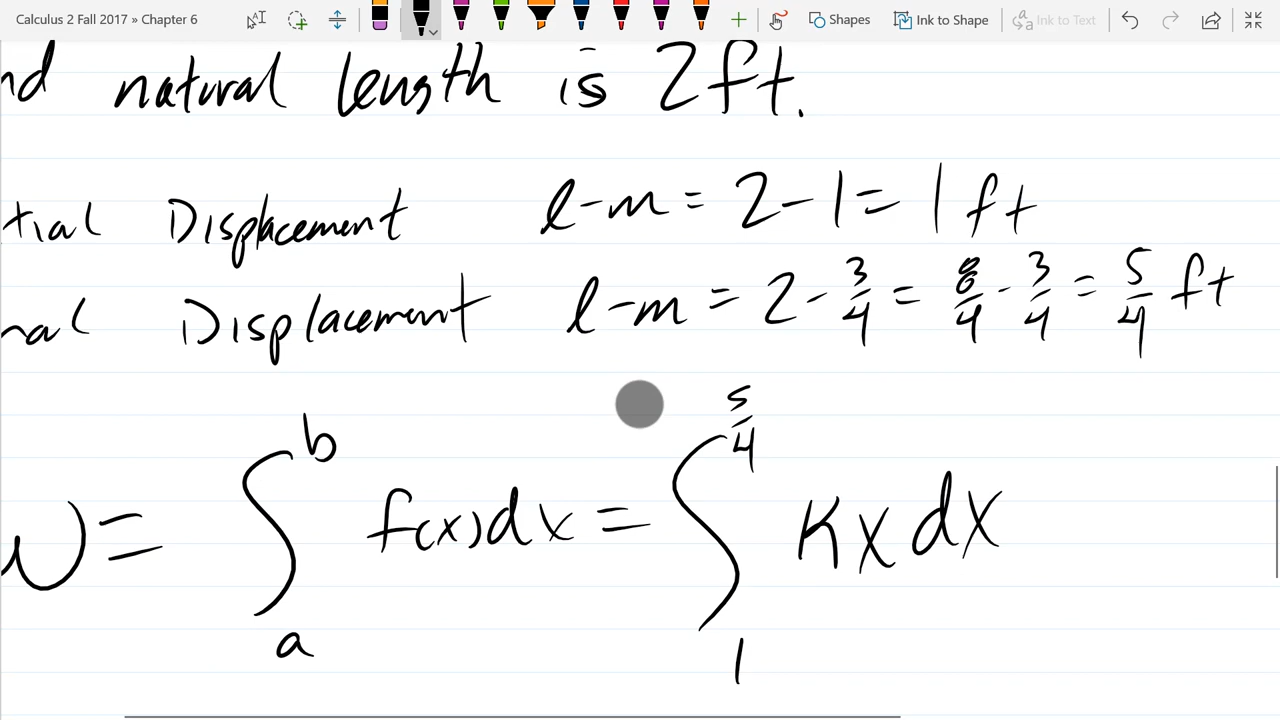 Calculus 2 Fall 2017 » Chapter 6
Shapes
Ink to Shape
Ink to Text
nd natural length is 2ft.
tial Displacement l-m = 2-1 = 1 ft
nal Displacement l-m = 2 - 3/4 = 8/4 - 3/4 = 5/4 ft
W = ∫_a^b f(x)dx = ∫_1^{5/4} Kx dx